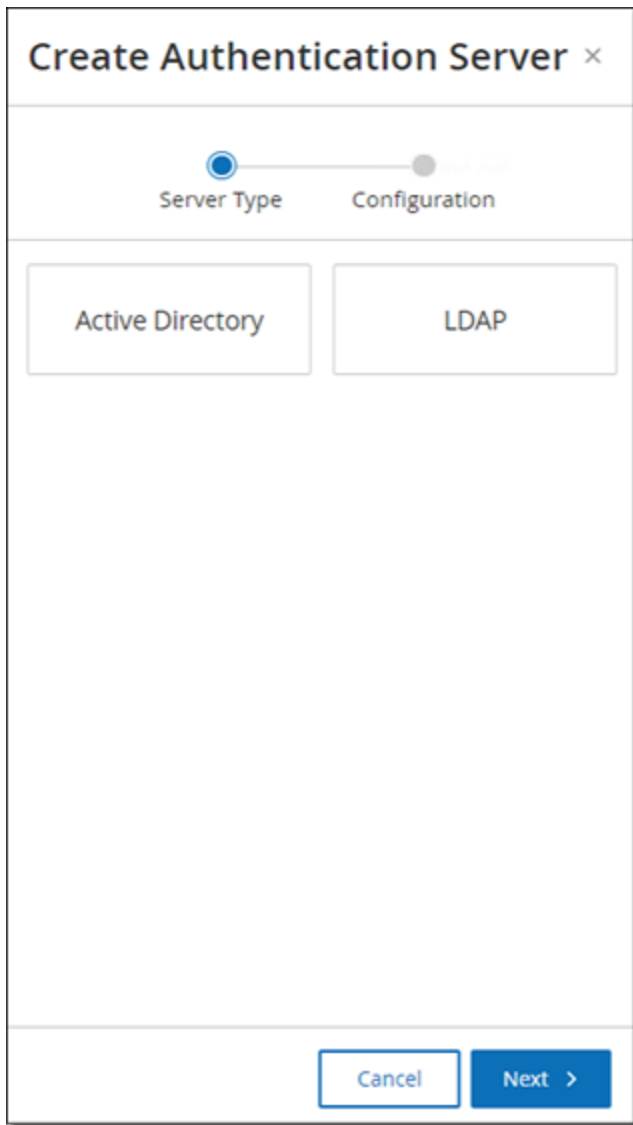 Create Authentication Server ×
Server Type Configuration
Active Directory LDAP
Cancel Next >